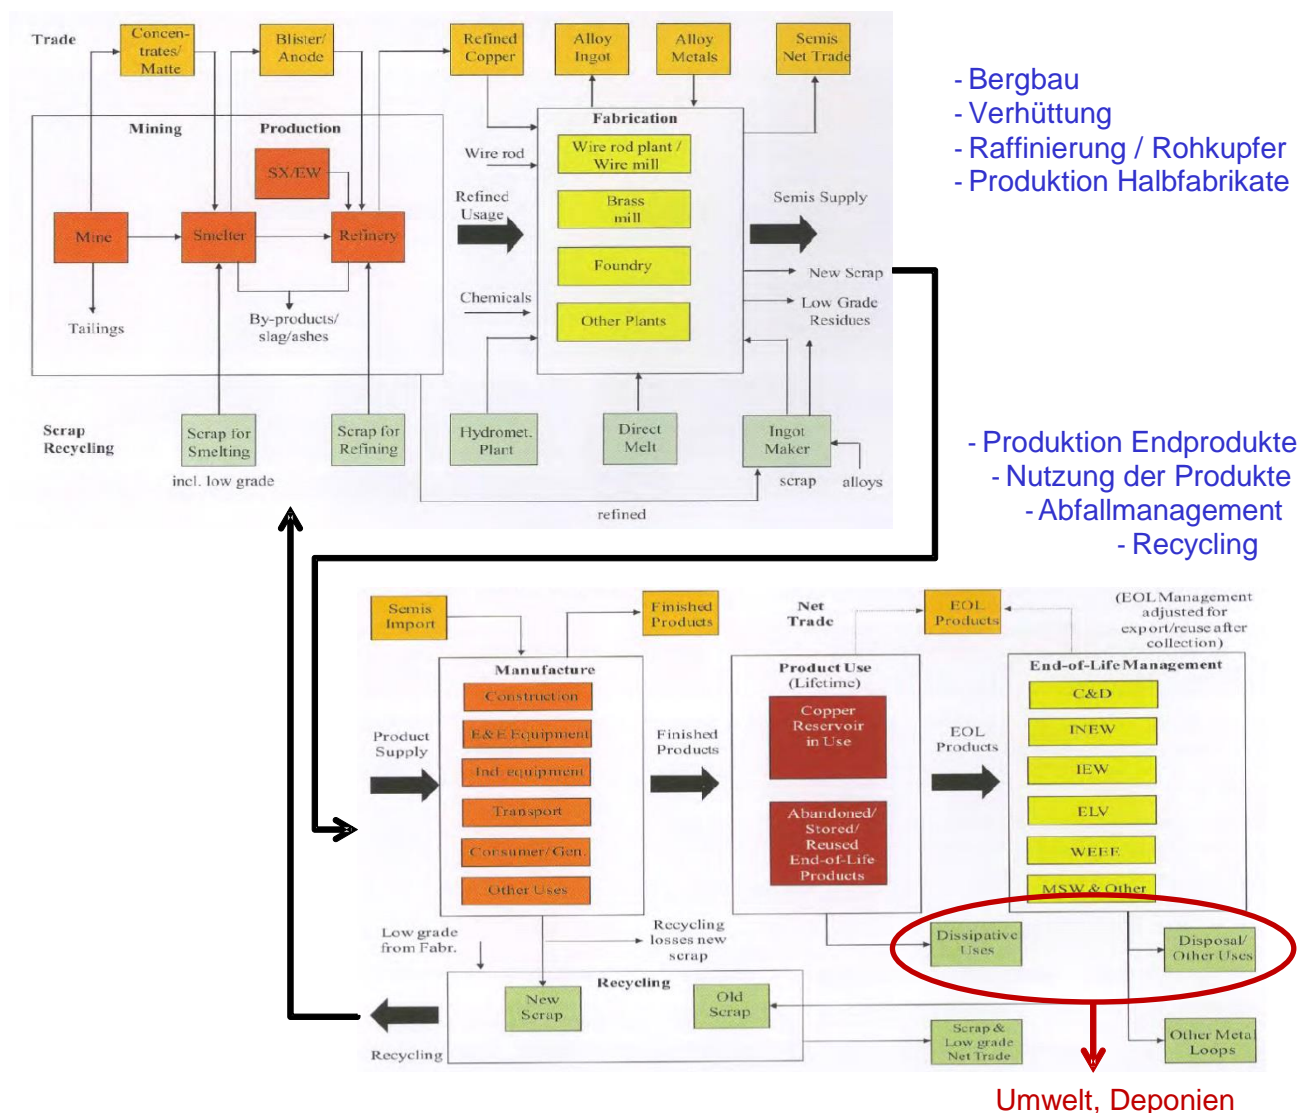 Trade
Concen-
trates/
Matte
Blister/
Anode
Refined
Copper
Alloy
Ingot
Alloy
Metals
Semis
Net Trade
Mining
Production
Fabrication
SX/EW
Mine
Smelter
Refinery
Tailings
By-products/
slag/ashes
Wire rod
Refined
Usage
Chemicals
Wire rod plant /
Wire mill
Brass
mill
Foundry
Other Plants
Semis Supply
New Scrap
Low Grade
Residues
Scrap
Recycling
Scrap for
Smelting
incl. low grade
Scrap for
Refining
Hydromet.
Plant
Direct
Melt
Ingot
Maker
scrap
alloys
refined
- Bergbau
- Verhüttung
- Raffinierung / Rohkupfer
- Produktion Halbfabrikate
- Produktion Endprodukte
- Nutzung der Produkte
- Abfallmanagement
- Recycling
Semis
Import
Finished
Products
Net
Trade
EOL
Products
(EOL Management
adjusted for
export/reuse after
collection)
Manufacture
Construction
E&E Equipment
Ind. equipment
Transport
Consumer/Gen.
Other Uses
Product
Supply
Finished
Products
Product Use
(Lifetime)
Copper
Reservoir
in Use
Abandoned/
Stored/
Reused
End-of-Life
Products
EOL
Products
End-of-Life Management
C&D
INEW
IEW
ELV
WEEE
MSW & Other
Low grade
from Fabr.
Recycling
losses new
scrap
Dissipative
Uses
Disposal/
Other Uses
Recycling
New
Scrap
Old
Scrap
Recycling
Scrap &
Low grade
Net Trade
Other Metal
Loops
Umwelt, Deponien